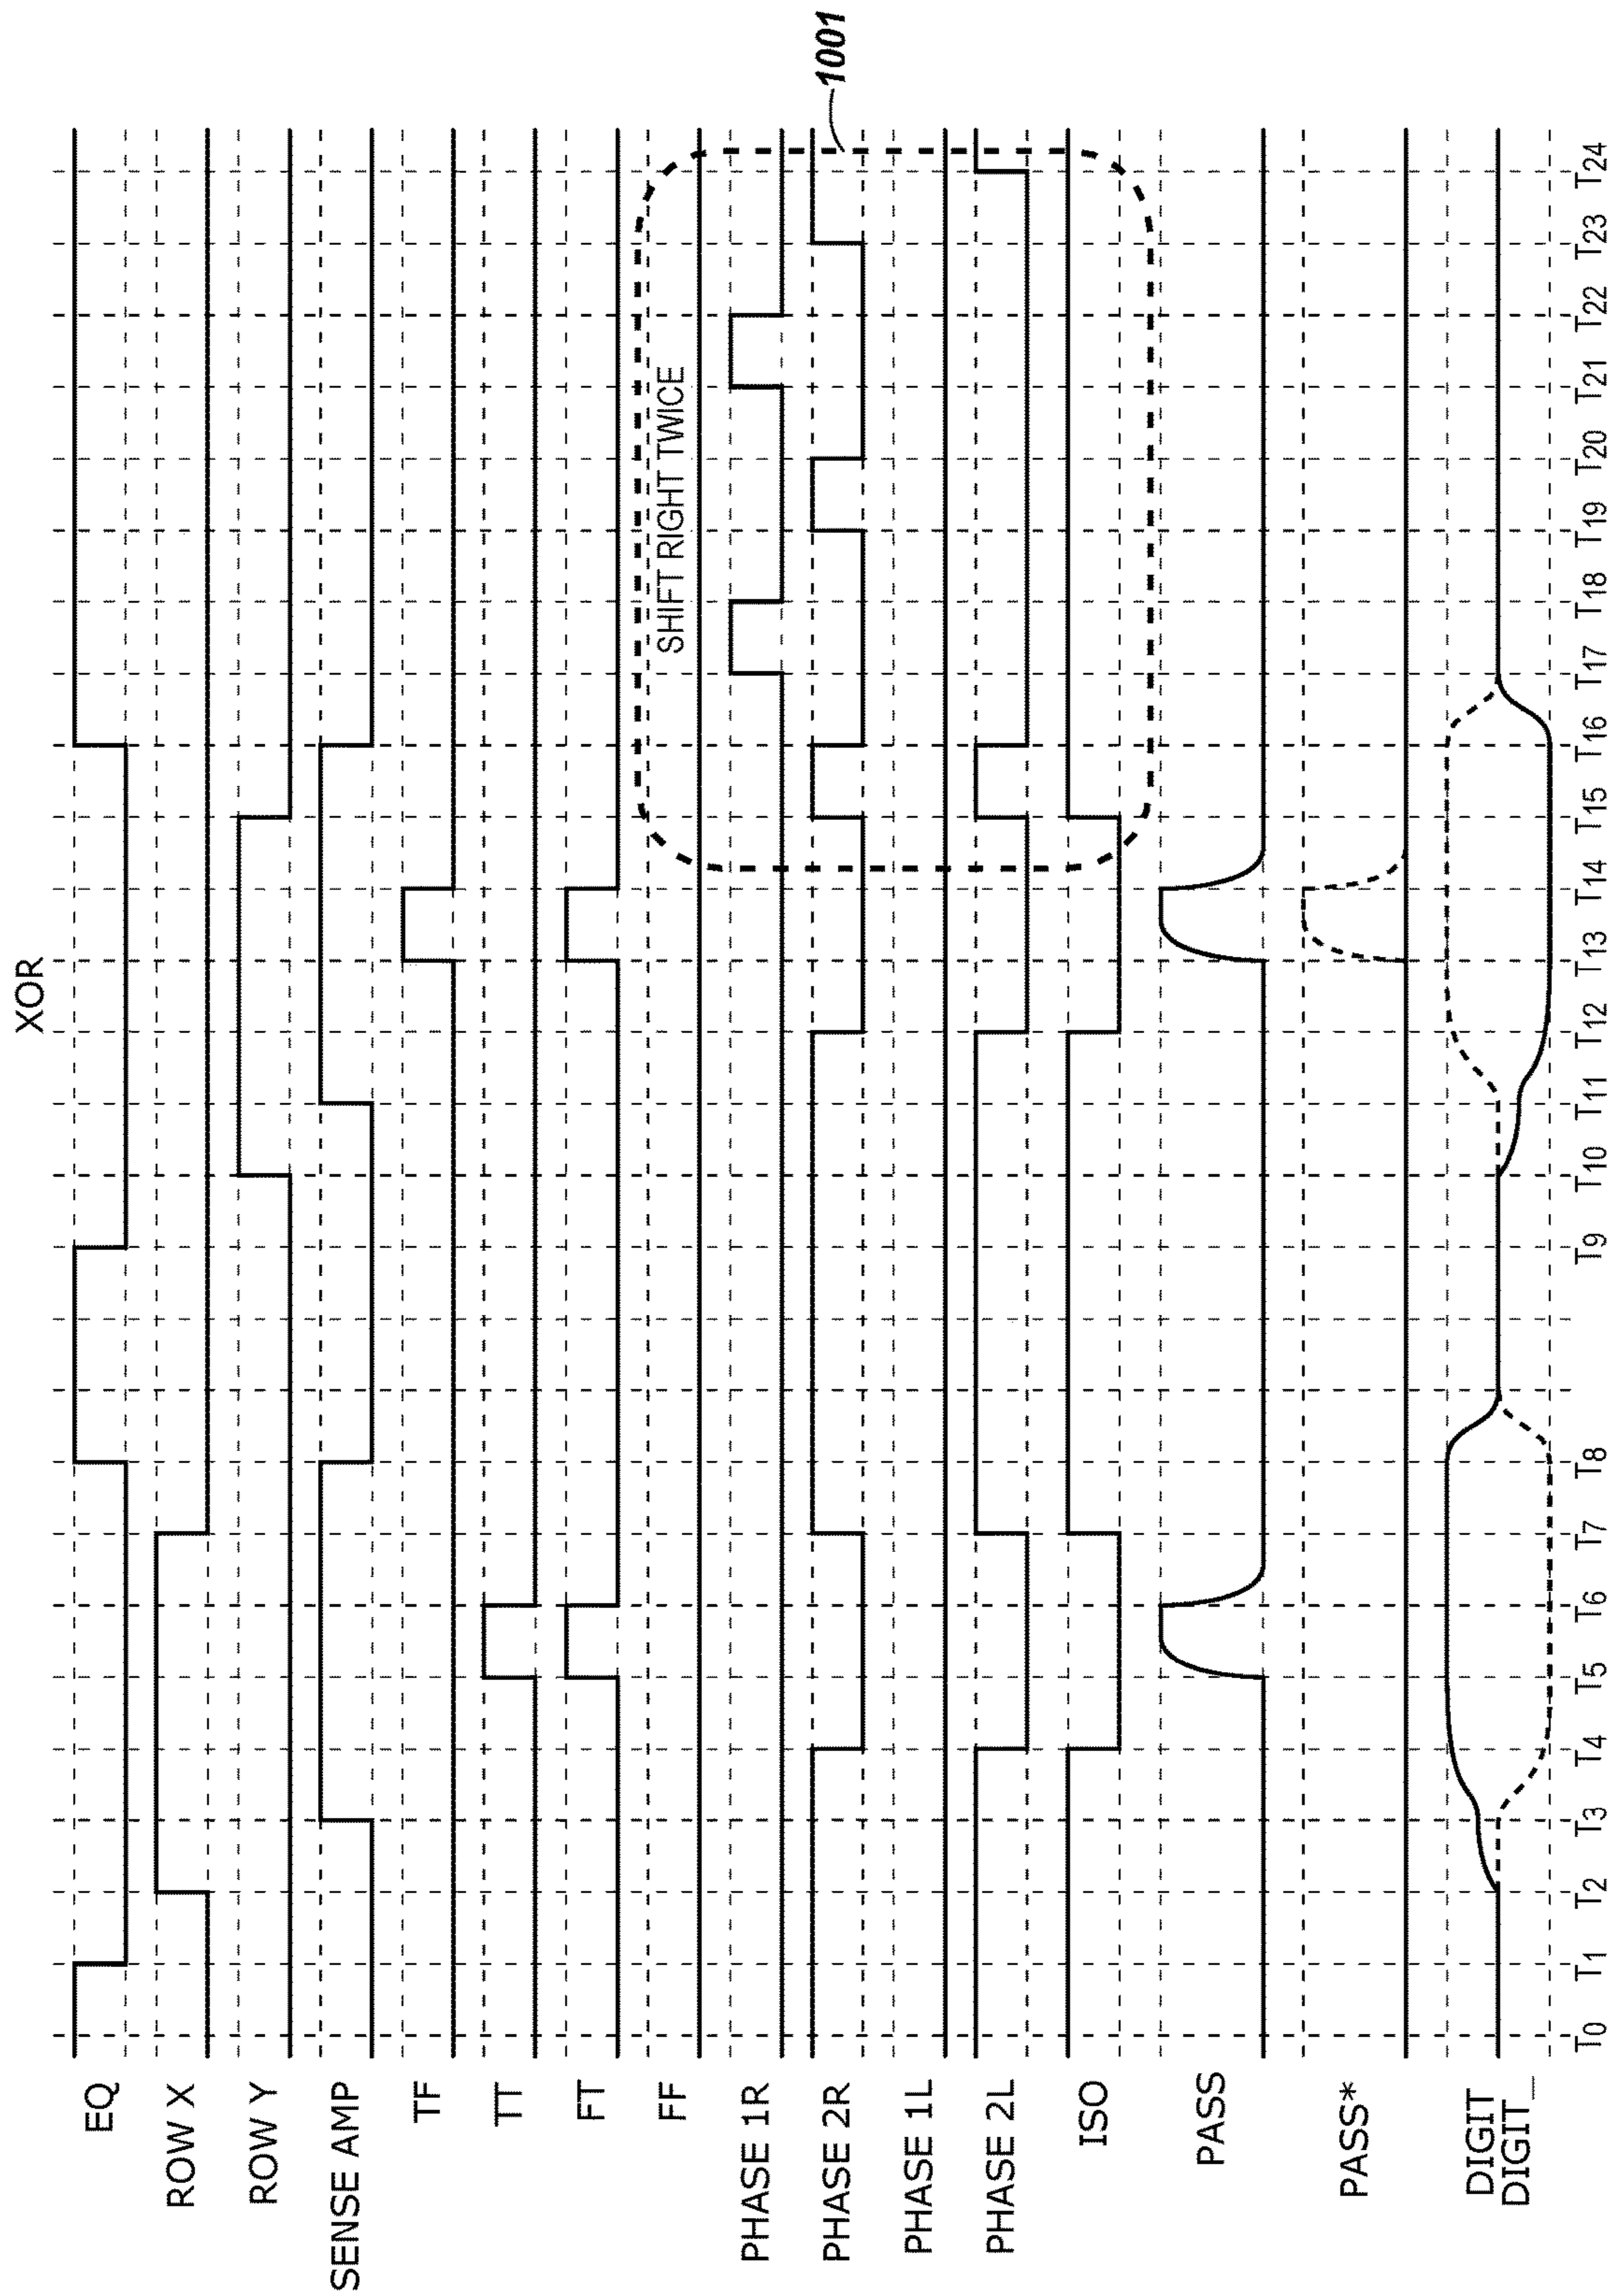 XOR
EQ
ROW X
ROW Y
SENSE AMP
TF
TT
FT
FF
SHIFT RIGHT TWICE
1001
PHASE 1R
PHASE 2R
PHASE 1L
PHASE 2L
ISO
PASS
PASS*
DIGIT
DIGIT_
T0 T1 T2 T3 T4 T5 T6 T7 T8 T9 T10 T11 T12 T13 T14 T15 T16 T17 T18 T19 T20 T21 T22 T23 T24